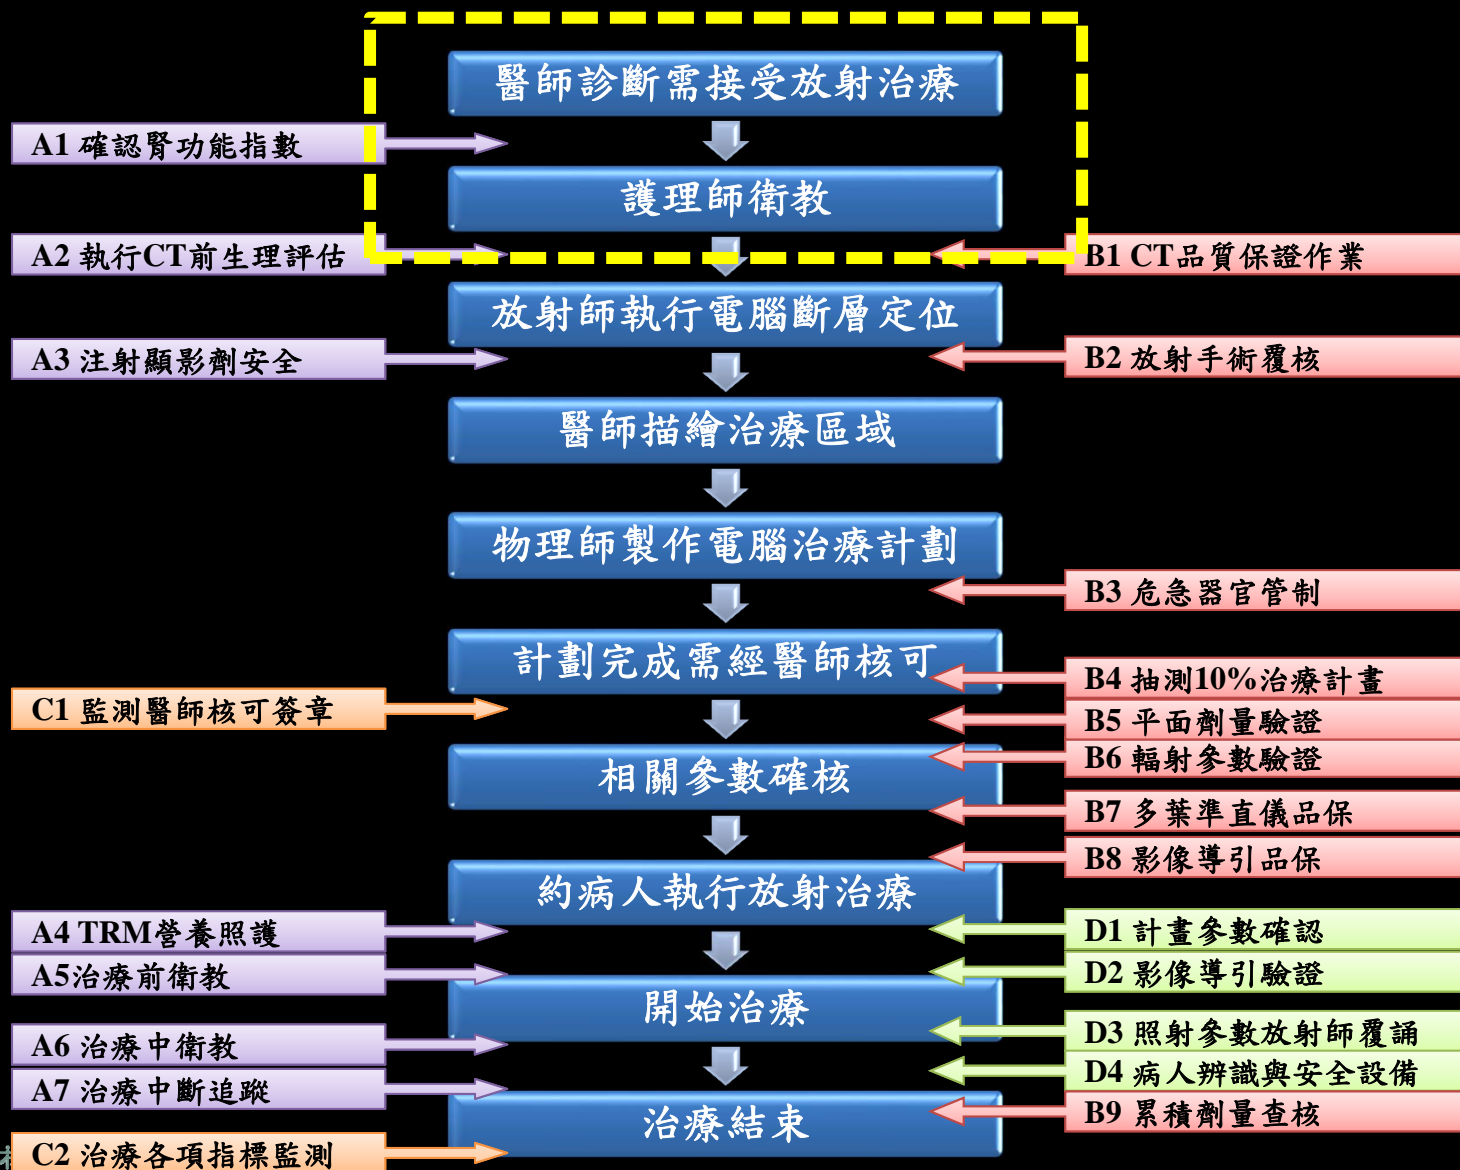 醫師診斷需接受放射治療
A1 確認腎功能指數
護理師衛教
A2 執行CT前生理評估
B1 CT品質保證作業
放射師執行電腦斷層定位
A3 注射顯影劑安全
B2 放射手術覆核
醫師描繪治療區域
物理師製作電腦治療計劃
B3 危急器官管制
計劃完成需經醫師核可
B4 抽測10%治療計畫
C1 監測醫師核可簽章
B5 平面劑量驗證
B6 輻射參數驗證
相關參數確核
B7 多葉準直儀品保
B8 影像導引品保
約病人執行放射治療
A4 TRM營養照護
D1 計畫參數確認
A5治療前衛教
D2 影像導引驗證
開始治療
A6 治療中衛教
D3 照射參數放射師覆誦
A7 治療中斷追蹤
D4 病人辨識與安全設備
B9 累積劑量查核
治療結束
C2 治療各項指標監測